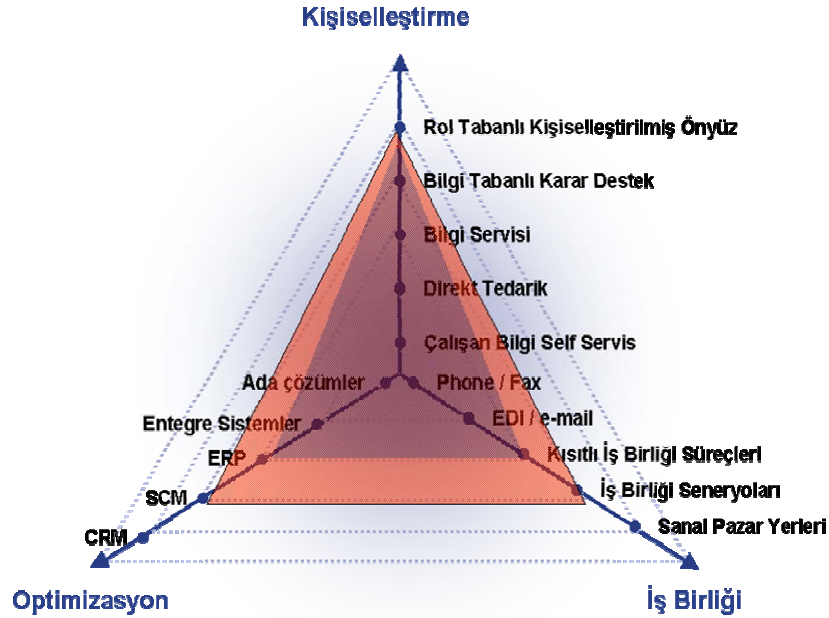 Kişiselleştirme
Rol Tabanlı Kişiselleştirilmiş Önyüz
Bilgi Tabanlı Karar Destek
Bilgi Servisi
Direkt Tedarik
Çalışan Bilgi Self Servis
Ada çözümler
Phone / Fax
Entegre Sistemler
EDI / e-mail
ERP
Kısıtlı İş Birliği Süreçleri
SCM
İş Birliği Seneryoları
CRM
Sanal Pazar Yerleri
Optimizasyon
İş Birliği